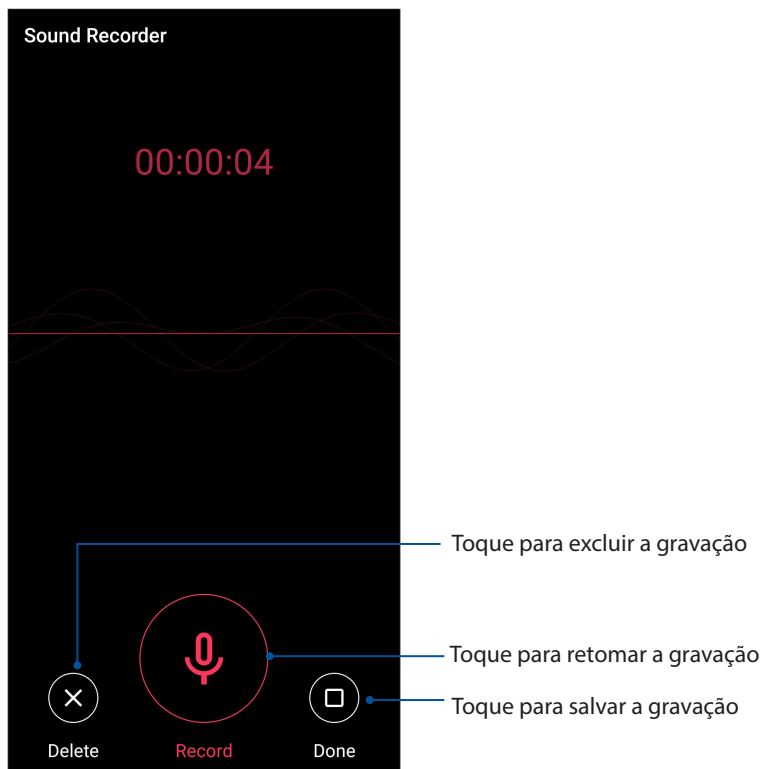 Sound Recorder
00:00:04
Toque para excluir a gravação
Toque para retomar a gravação
Toque para salvar a gravação
Delete
Record
Done